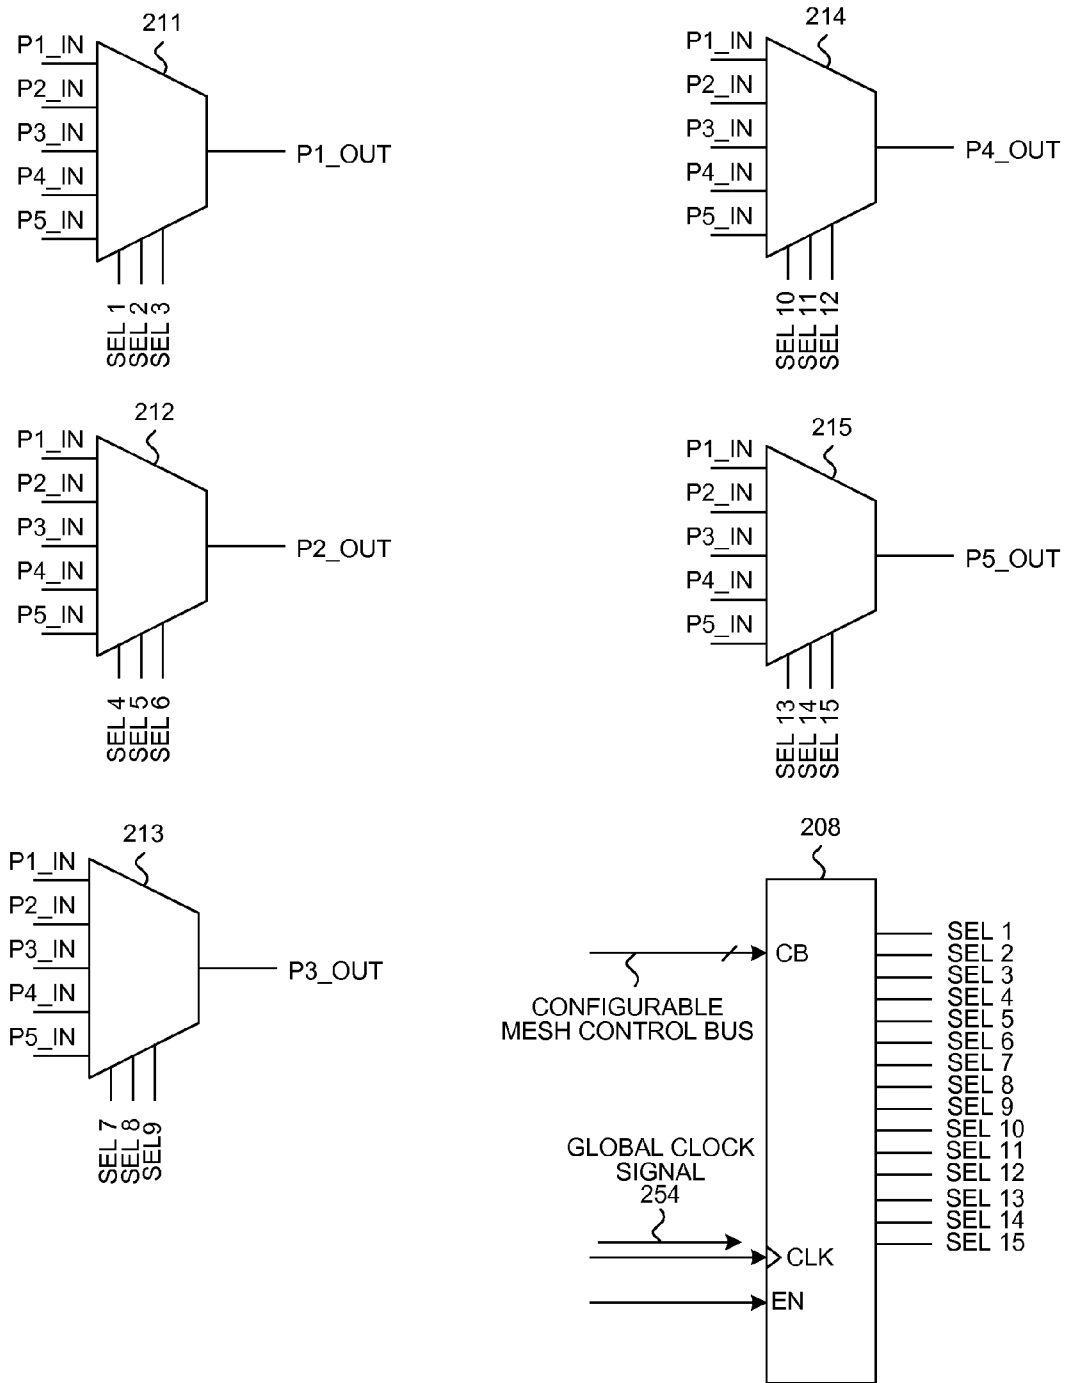 211
P1_IN
P2_IN
P3_IN
P4_IN
P5_IN
P1_OUT
SEL 1
SEL 2
SEL 3
214
P1_IN
P2_IN
P3_IN
P4_IN
P5_IN
P4_OUT
SEL 10
SEL 11
SEL 12
212
P1_IN
P2_IN
P3_IN
P4_IN
P5_IN
P2_OUT
SEL 4
SEL 5
SEL 6
215
P1_IN
P2_IN
P3_IN
P4_IN
P5_IN
P5_OUT
SEL 13
SEL 14
SEL 15
213
P1_IN
P2_IN
P3_IN
P4_IN
P5_IN
P3_OUT
SEL 7
SEL 8
SEL9
208
CB
CONFIGURABLE
MESH CONTROL BUS
GLOBAL CLOCK
SIGNAL
254
CLK
EN
SEL 1
SEL 2
SEL 3
SEL 4
SEL 5
SEL 6
SEL 7
SEL 8
SEL 9
SEL 10
SEL 11
SEL 12
SEL 13
SEL 14
SEL 15